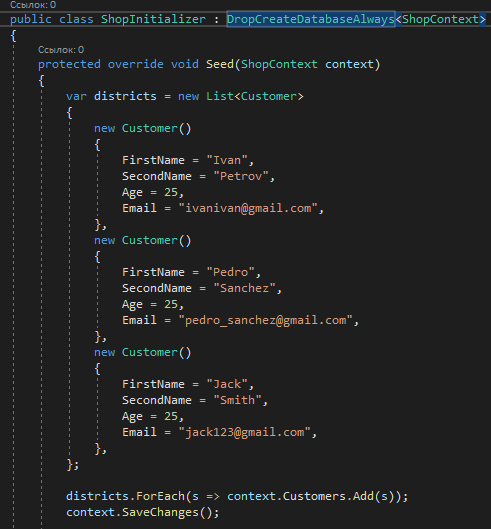 Ссылок: 0
public class ShopInitializer : DropCreateDatabaseAlways<ShopContext>
{
Ссылок: 0
protected override void Seed(ShopContext context)
{
var districts = new List<Customer>
{
new Customer()
{
FirstName = "Ivan",
SecondName = "Petrov",
Age = 25,
Email = "ivanivan@gmail.com",
},
new Customer()
{
FirstName = "Pedro",
SecondName = "Sanchez",
Age = 25,
Email = "pedro_sanchez@gmail.com",
},
new Customer()
{
FirstName = "Jack",
SecondName = "Smith",
Age = 25,
Email = "jack123@gmail.com",
},
};
districts.ForEach(s => context.Customers.Add(s));
context.SaveChanges();